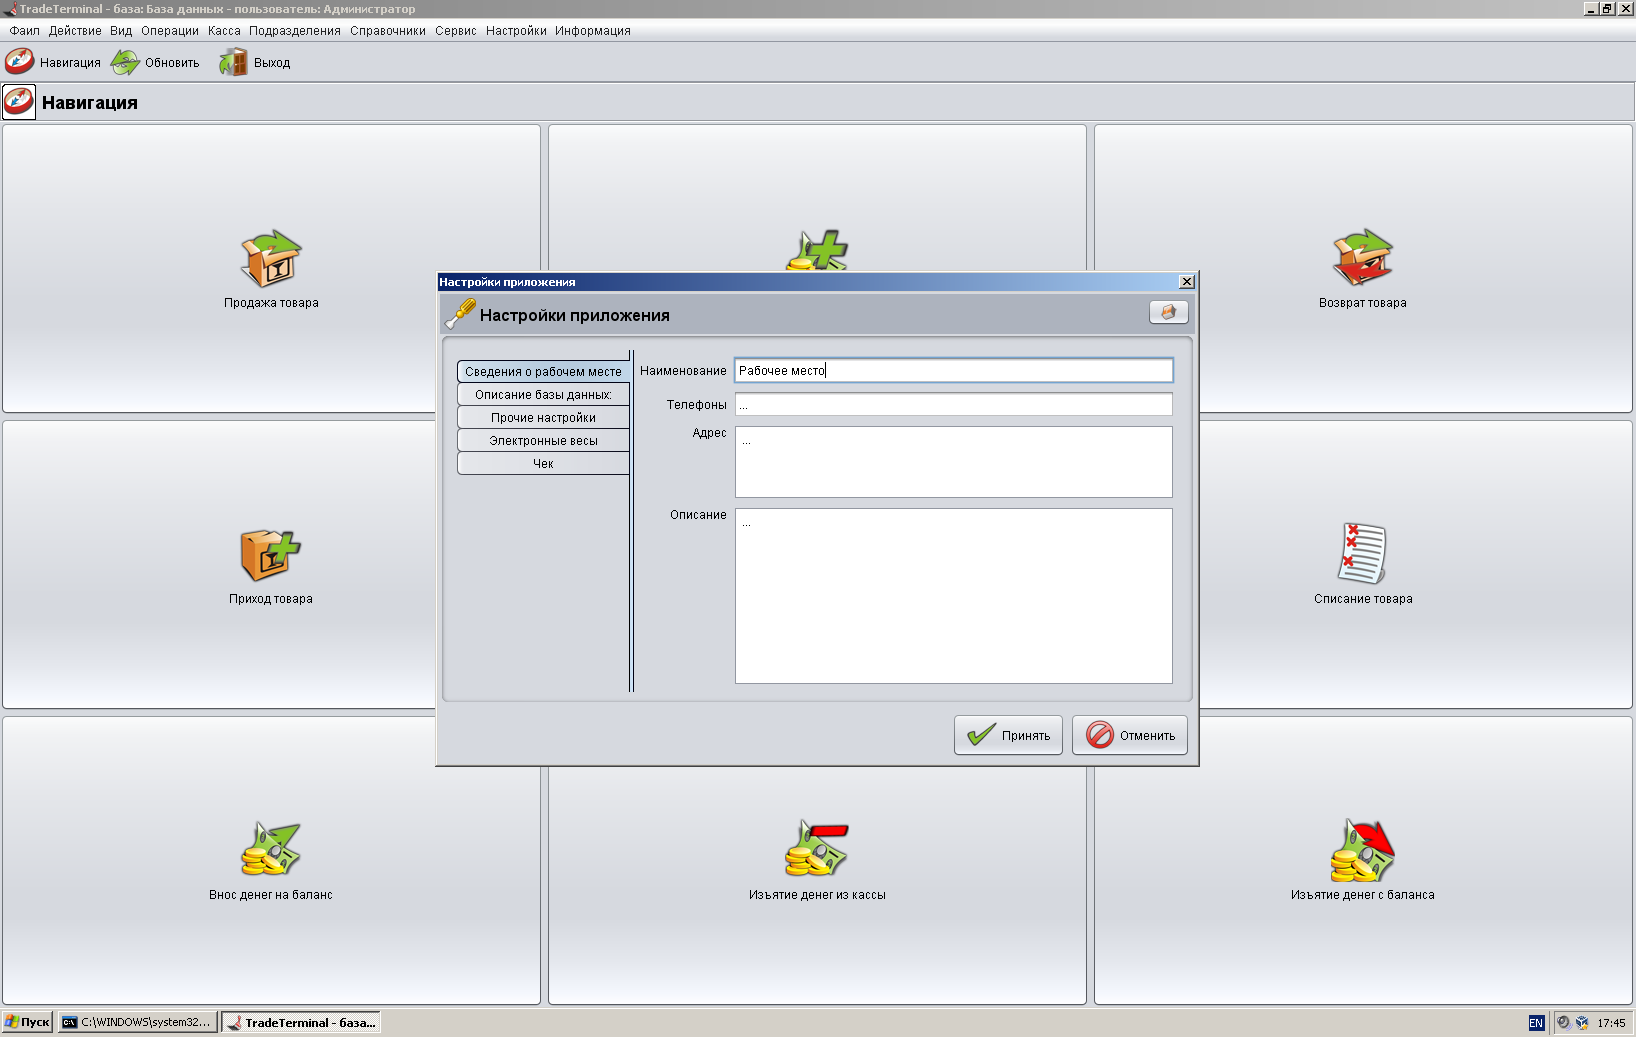 TradeTerminal - база: База данных - пользователь: Администратор
Файл Действие Вид Операции Касса Подразделения Справочники Сервис Настройки Информация
Навигация Обновить Выход
Навигация
Продажа товара
Возврат товара
Настройки приложения
Настройки приложения
Сведения о рабочем месте
Описание базы данных:
Прочие настройки
Электронные весы
Чек
Наименование Рабочее место
Телефоны ...
Адрес ...
Описание ...
Принять Отменить
Приход товара
Списание товара
Внос денег на баланс
Изъятие денег из кассы
Изъятие денег с баланса
Пуск C:\WINDOWS\system32... TradeTerminal - база... EN 17:45